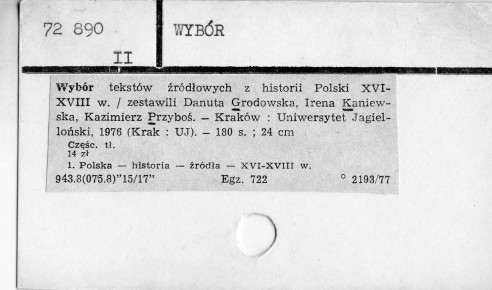 72 890
II
WYBÓR
Wybór tekstów źródłowych z historii Polski XVI-
XVIII w. / zestawili Danuta Grodowska, Irena Kaniew-
ska, Kazimierz Przyboś. — Kraków : Uniwersytet Jagiel-
loński, 1976 (Krak : UJ). — 180 s. ; 24 cm
Częśc. tł.
14 zł
1. Polska — historia — źródła — XVI-XVIII w.
943.8(075.8)"15/17" Egz. 722 ° 2193/77